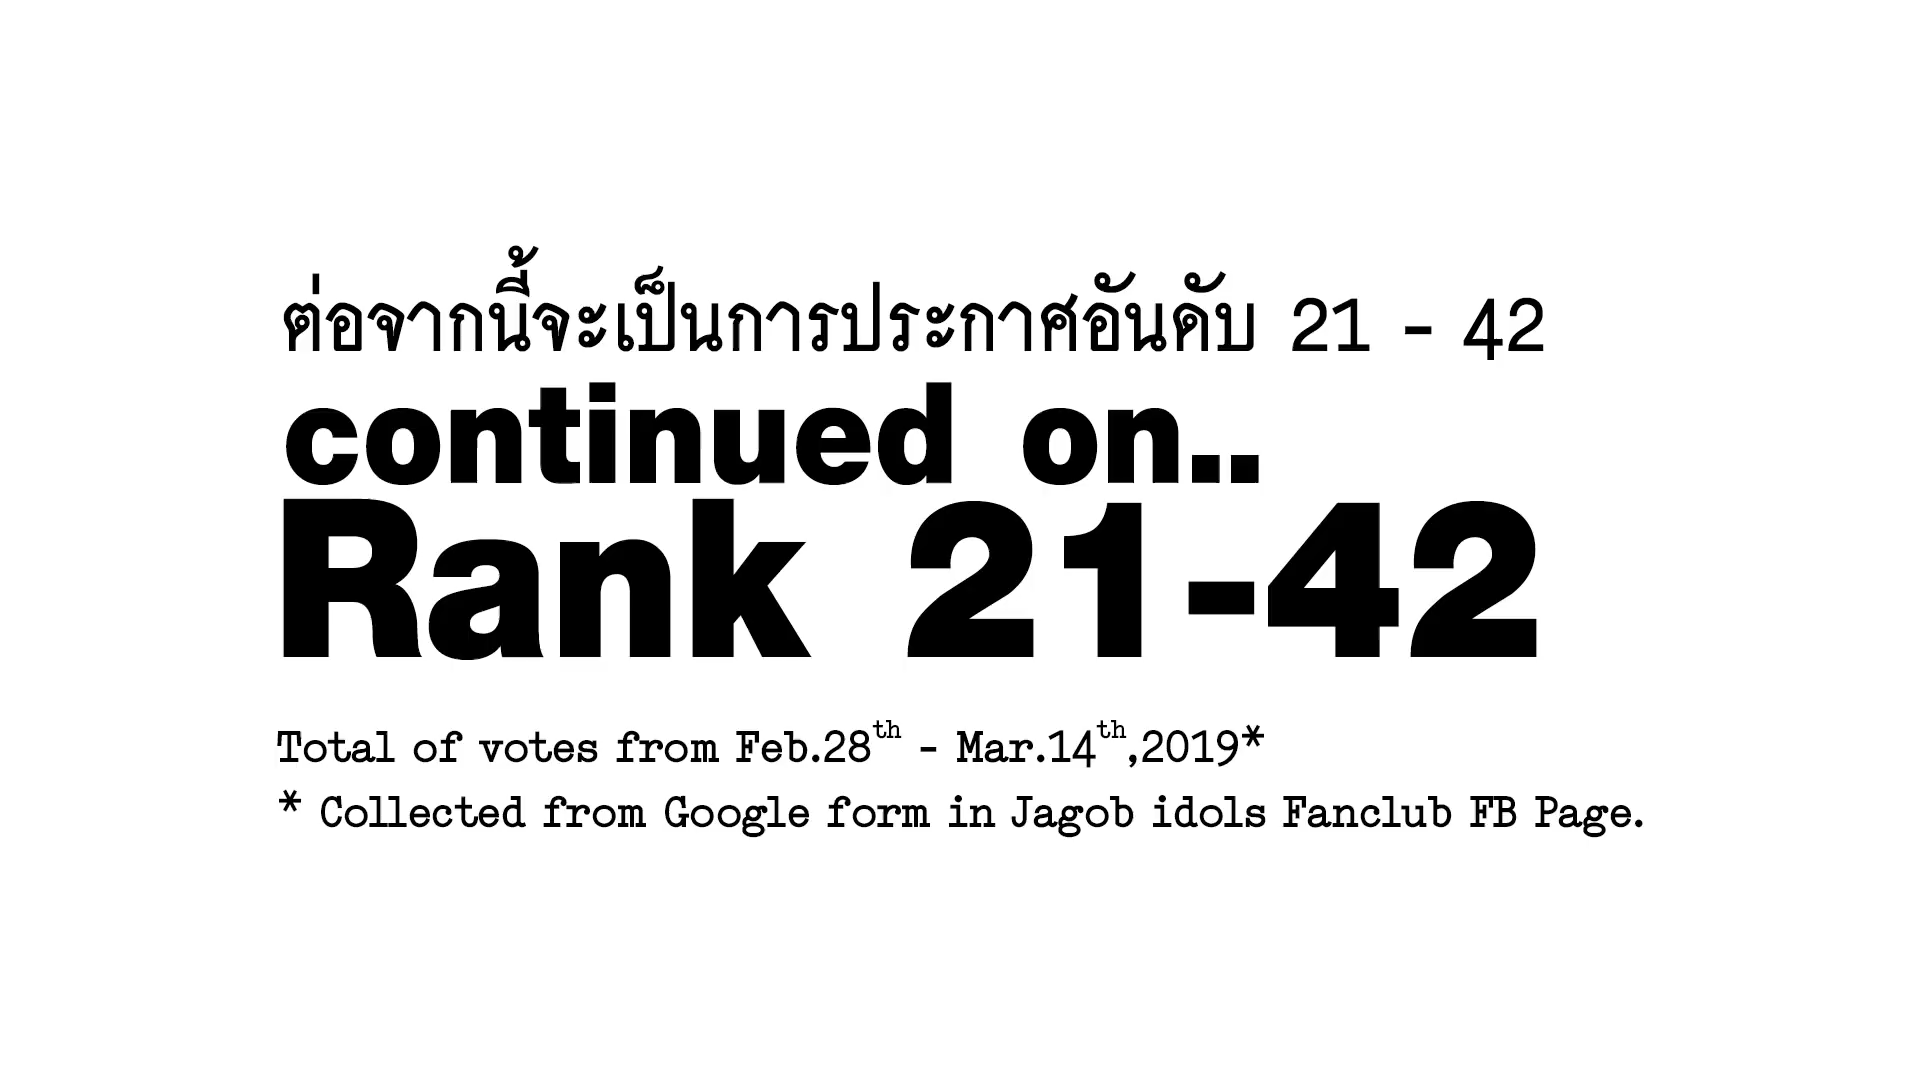 ต่อจากนี้จะเป็นการประกาศอันดับ 21 - 42
continued on..
Rank 21-42
Total of votes from Feb.28th - Mar.14th,2019*
* Collected from Google form in Jagob idols Fanclub FB Page.